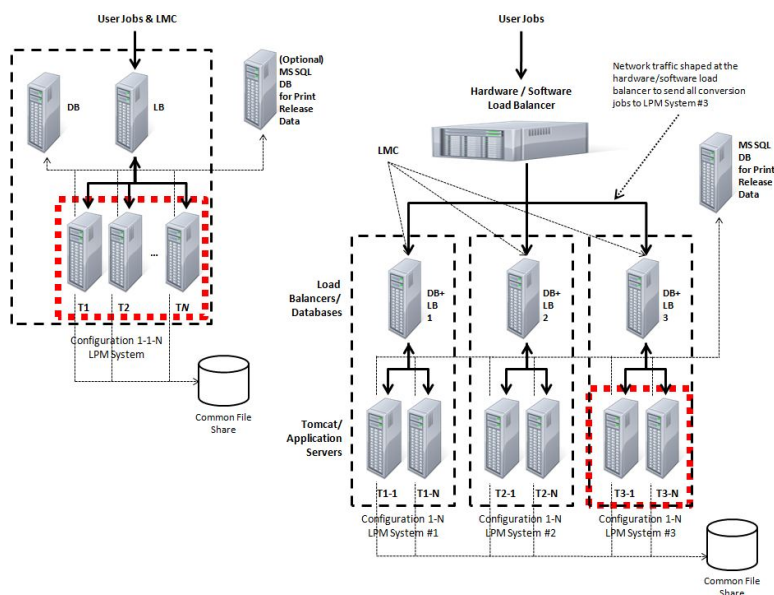 User Jobs & LMC
DB
LB
(Optional)
MS SQL
DB
for Print
Release
Data
...
T1
T2
TN
Configuration 1-1-N
LPM System
Common File
Share
User Jobs
Hardware / Software
Load Balancer
Network traffic shaped at the
hardware/software load
balancer to send all conversion
jobs to LPM System #3
LMC
MS SQL
DB
for Print
Release
Data
Load
Balancers/
Databases
DB+
LB
1
DB+
LB
2
DB+
LB
3
Tomcat/
Application
Servers
T1-1
T1-N
T2-1
T2-N
T3-1
T3-N
Configuration 1-N
LPM System #1
Configuration 1-N
LPM System #2
Configuration 1-N
LPM System #3
Common File
Share